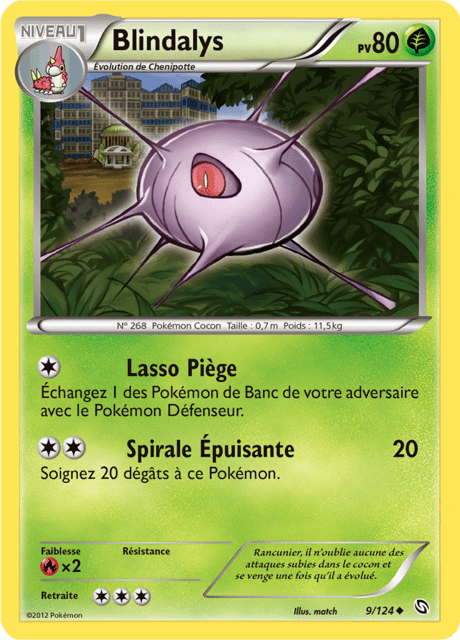 NIVEAU 1
Blindalys
PV 80
Évolution de Chenipotte
N° 268 Pokémon Cocon Taille : 0,7 m Poids : 11,5 kg
Lasso Piège
Échangez 1 des Pokémon de Banc de votre adversaire
avec le Pokémon Défenseur.
Spirale Épuisante 20
Soignez 20 dégâts à ce Pokémon.
Faiblesse Résistance
×2
Retraite
Rancunier, il n'oublie aucune des
attaques subies dans le cocon et
se venge une fois qu'il a évolué.
Illus. match 9/124
©2012 Pokémon